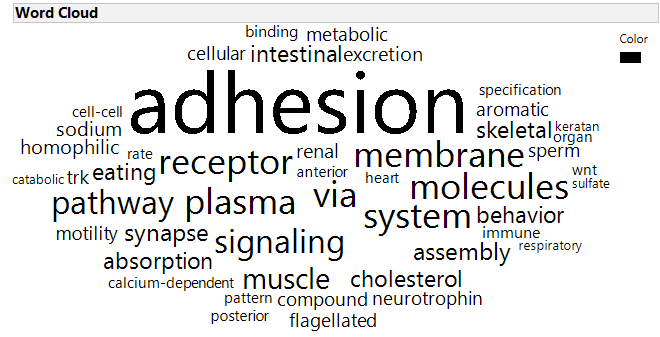 Word Cloud
Color
binding metabolic
cellular intestinal excretion
adhesion
specification
cell-cell aromatic
sodium skeletal keratan
organ
homophilic rate receptor renal membrane sperm
anterior
catabolic trk eating heart molecules wnt
sulfate
pathway plasma via system behavior
motility synapse signaling immune
assembly respiratory
absorption
calcium-dependent muscle cholesterol
pattern compound neurotrophin
posterior flagellated